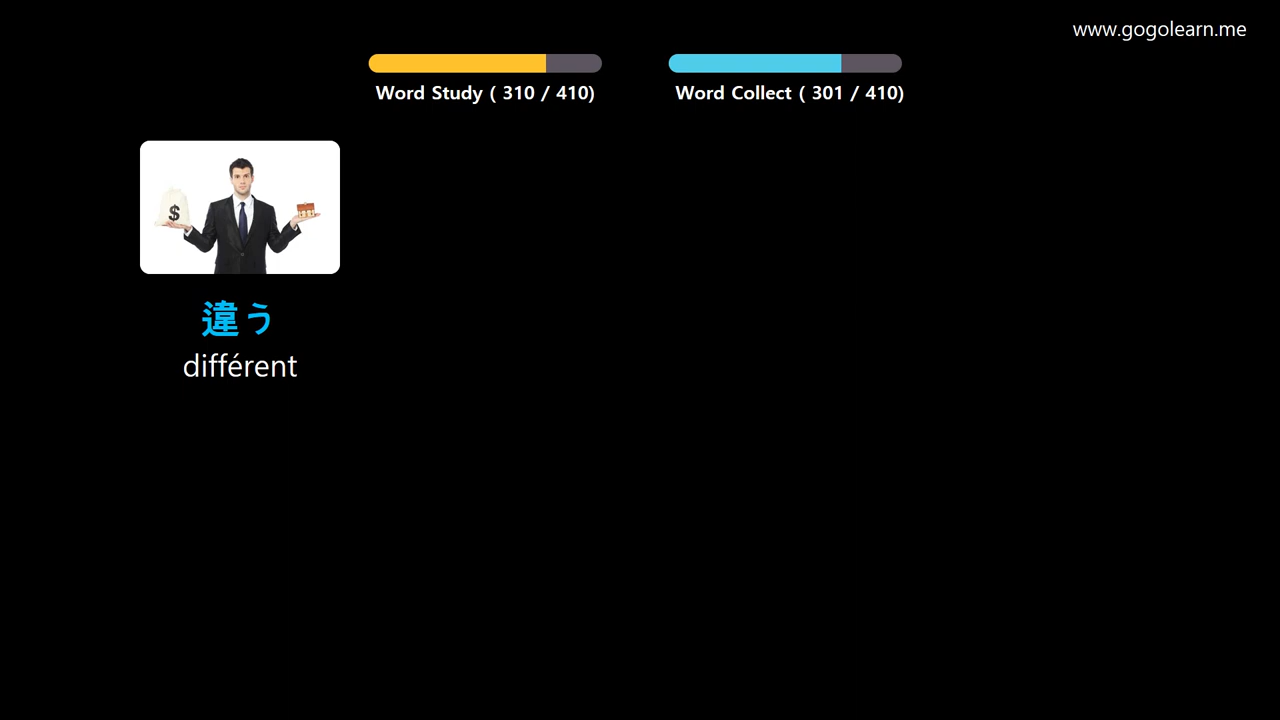 www.gogolearn.me
Word Study ( 310 / 410)
Word Collect ( 301 / 410)
$
違う
différent